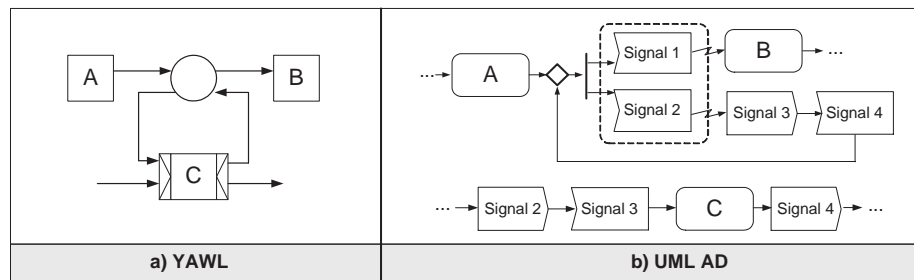 A
B
C
a) YAWL
Signal 1
B
... A
...
Signal 2
Signal 3
Signal 4
... Signal 2
Signal 3
C
Signal 4
...
b) UML AD